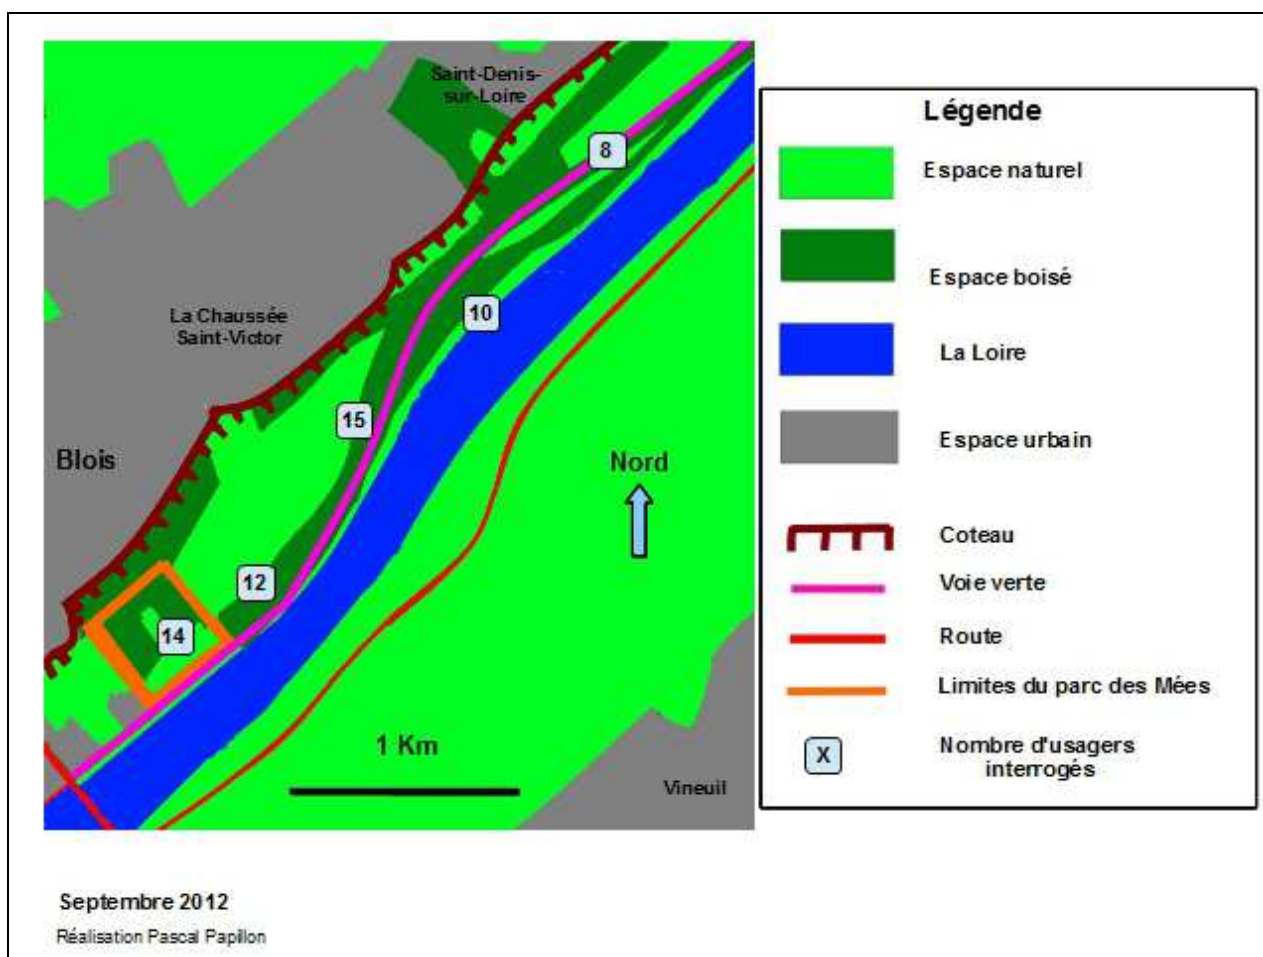 Saint-Denis-
sur-Loire
8
La Chaussée
Saint-Victor
10
15
Blois
Nord
12
14
1 Km
Vineuil
Légende
Espace naturel
Espace boisé
La Loire
Espace urbain
Coteau
Voie verte
Route
Limites du parc des Mées
X
Nombre d'usagers
interrogés
Septembre 2012
Réalisation Pascal Papillon